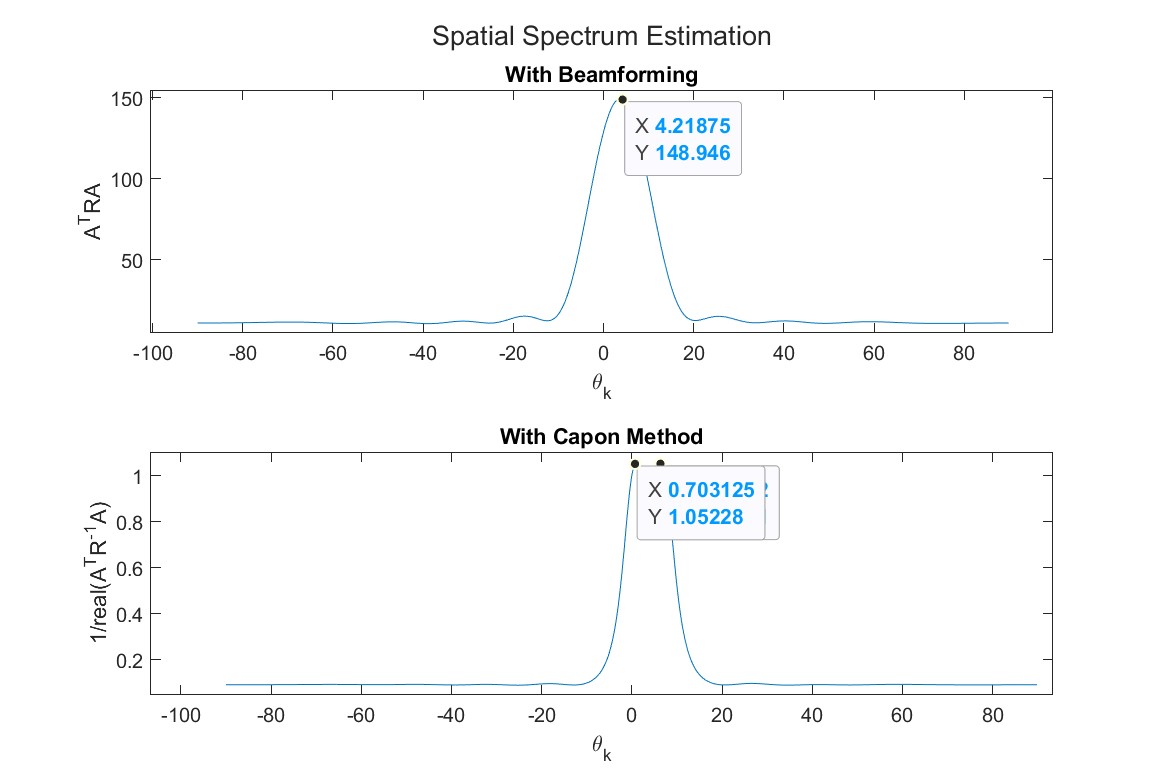 Spatial Spectrum Estimation
With Beamforming
A^TRA
150
100
50
X 4.21875
Y 148.946
-100 -80 -60 -40 -20 0 20 40 60 80
θ_k
With Capon Method
1/real(A^TR^-1A)
1
0.8
0.6
0.4
0.2
X 0.703125
Y 1.05228
-100 -80 -60 -40 -20 0 20 40 60 80
θ_k